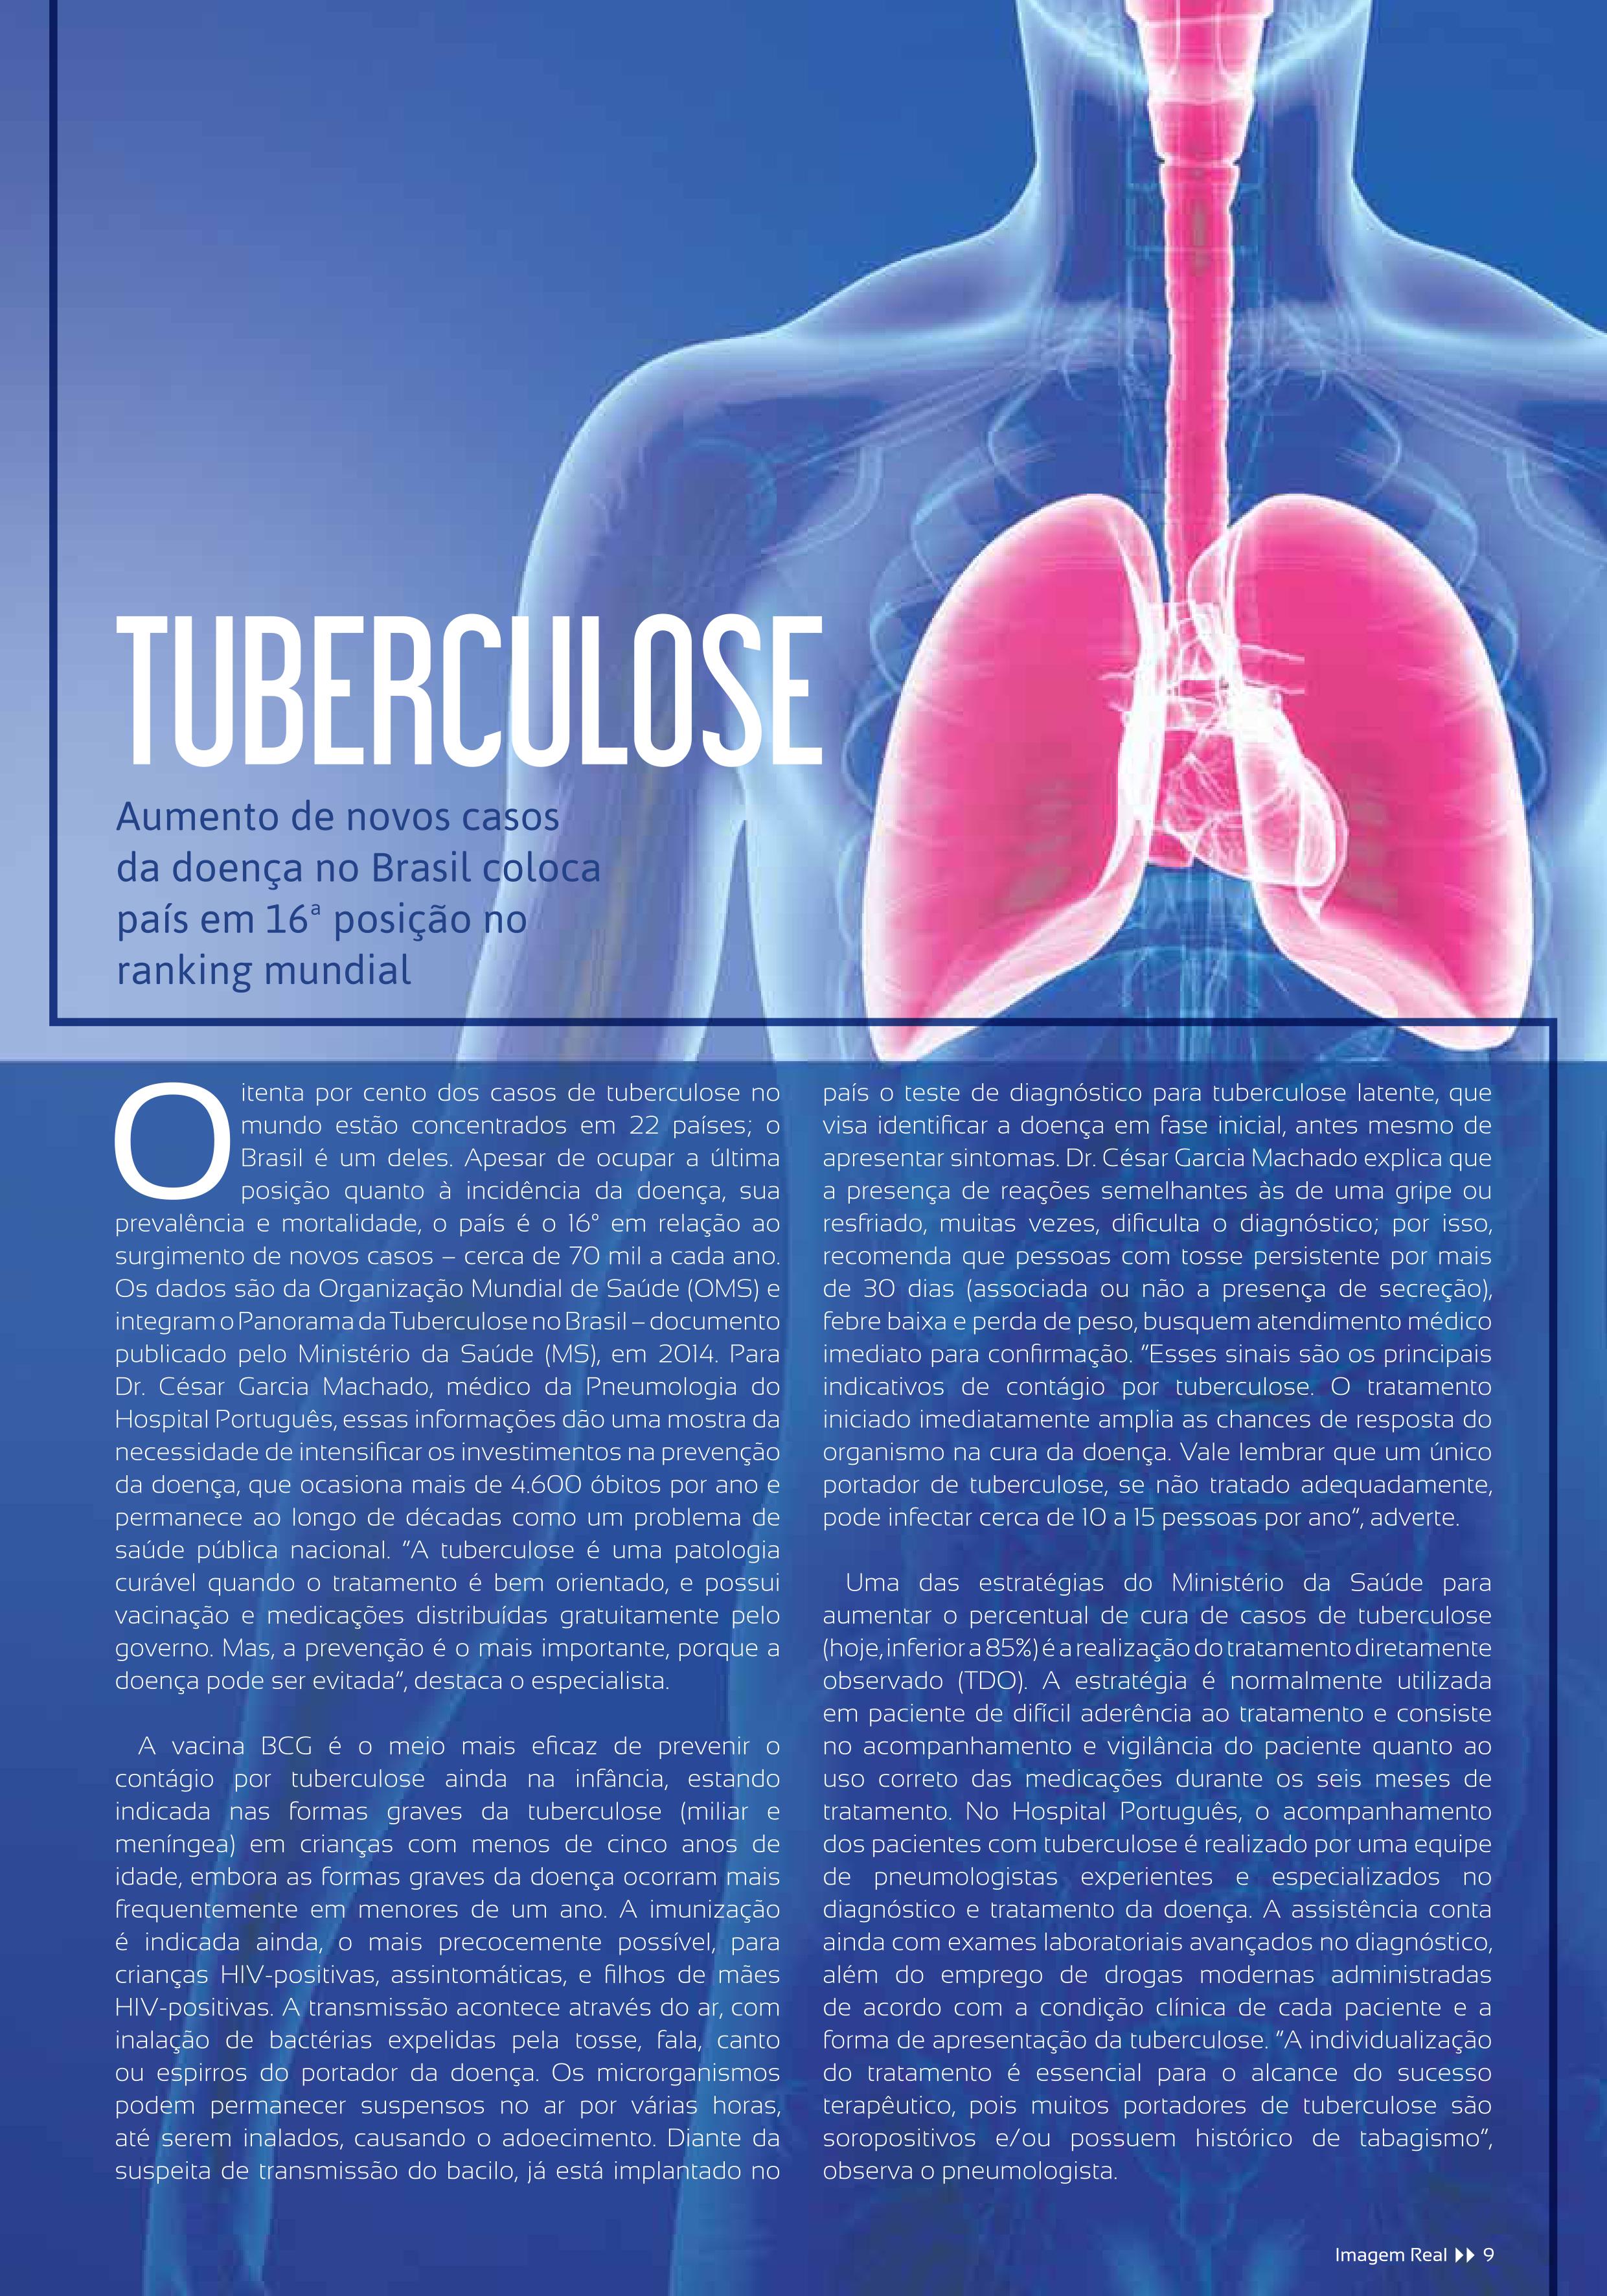 TUBERCULOSE
Aumento de novos casos
da doença no Brasil coloca
país em 16ª posição no
ranking mundial
Oitenta por cento dos casos de tuberculose no
mundo estão concentrados em 22 países; o
Brasil é um deles. Apesar de ocupar a última
posição quanto à incidência da doença, sua
prevalência e mortalidade, o país é o 16º em relação ao
surgimento de novos casos – cerca de 70 mil a cada ano.
Os dados são da Organização Mundial de Saúde (OMS) e
integram o Panorama da Tuberculose no Brasil – documento
publicado pelo Ministério da Saúde (MS), em 2014. Para
Dr. César Garcia Machado, médico da Pneumologia do
Hospital Português, essas informações dão uma mostra da
necessidade de intensificar os investimentos na prevenção
da doença, que ocasiona mais de 4.600 óbitos por ano e
permanece ao longo de décadas como um problema de
saúde pública nacional. “A tuberculose é uma patologia
curável quando o tratamento é bem orientado, e possui
vacinação e medicações distribuídas gratuitamente pelo
governo. Mas, a prevenção é o mais importante, porque a
doença pode ser evitada”, destaca o especialista.
A vacina BCG é o meio mais eficaz de prevenir o
contágio por tuberculose ainda na infância, estando
indicada nas formas graves da tuberculose (miliar e
meníngea) em crianças com menos de cinco anos de
idade, embora as formas graves da doença ocorram mais
frequentemente em menores de um ano. A imunização
é indicada ainda, o mais precocemente possível, para
crianças HIV-positivas, assintomáticas, e filhos de mães
HIV-positivas. A transmissão acontece através do ar, com
inalação de bactérias expelidas pela tosse, fala, canto
ou espirros do portador da doença. Os microrganismos
podem permanecer suspensos no ar por várias horas,
até serem inalados, causando o adoecimento. Diante da
suspeita de transmissão do bacilo, já está implantado no
país o teste de diagnóstico para tuberculose latente, que
visa identificar a doença em fase inicial, antes mesmo de
apresentar sintomas. Dr. César Garcia Machado explica que
a presença de reações semelhantes às de uma gripe ou
resfriado, muitas vezes, dificulta o diagnóstico; por isso,
recomenda que pessoas com tosse persistente por mais
de 30 dias (associada ou não a presença de secreção),
febre baixa e perda de peso, busquem atendimento médico
imediato para confirmação. “Esses sinais são os principais
indicativos de contágio por tuberculose. O tratamento
iniciado imediatamente amplia as chances de resposta do
organismo na cura da doença. Vale lembrar que um único
portador de tuberculose, se não tratado adequadamente,
pode infectar cerca de 10 a 15 pessoas por ano”, adverte.
Uma das estratégias do Ministério da Saúde para
aumentar o percentual de cura de casos de tuberculose
(hoje, inferior a 85%) é a realização do tratamento diretamente
observado (TDO). A estratégia é normalmente utilizada
em paciente de difícil aderência ao tratamento e consiste
no acompanhamento e vigilância do paciente quanto ao
uso correto das medicações durante os seis meses de
tratamento. No Hospital Português, o acompanhamento
dos pacientes com tuberculose é realizado por uma equipe
de pneumologistas experientes e especializados no
diagnóstico e tratamento da doença. A assistência conta
ainda com exames laboratoriais avançados no diagnóstico,
além do emprego de drogas modernas administradas
de acordo com a condição clínica de cada paciente e a
forma de apresentação da tuberculose. “A individualização
do tratamento é essencial para o alcance do sucesso
terapêutico, pois muitos portadores de tuberculose são
soropositivos e/ou possuem histórico de tabagismo”,
observa o pneumologista.
Imagem Real 9